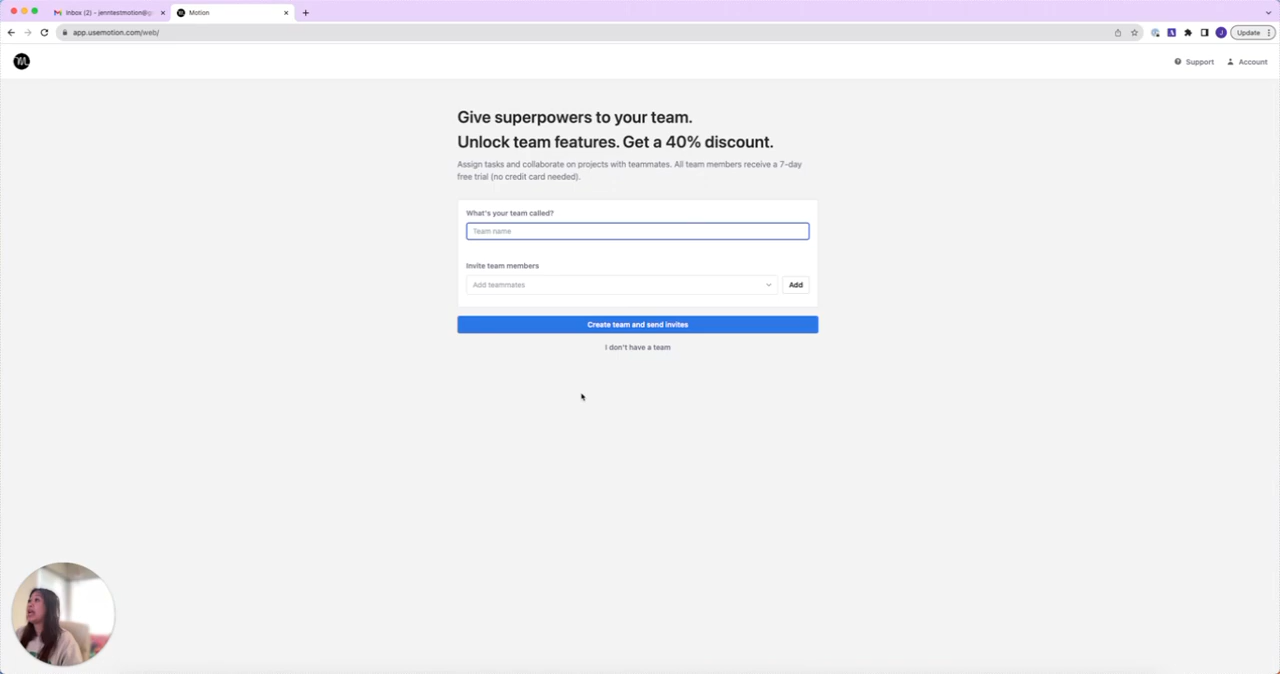 Inbox (2) - jenntestmotion@g
Motion
app.usemotion.com/web/
Update
Support
Account
Give superpowers to your team.
Unlock team features. Get a 40% discount.
Assign tasks and collaborate on projects with teammates. All team members receive a 7-day
free trial (no credit card needed).
What's your team called?
Team name
Invite team members
Add teammates
Add
Create team and send invites
I don't have a team